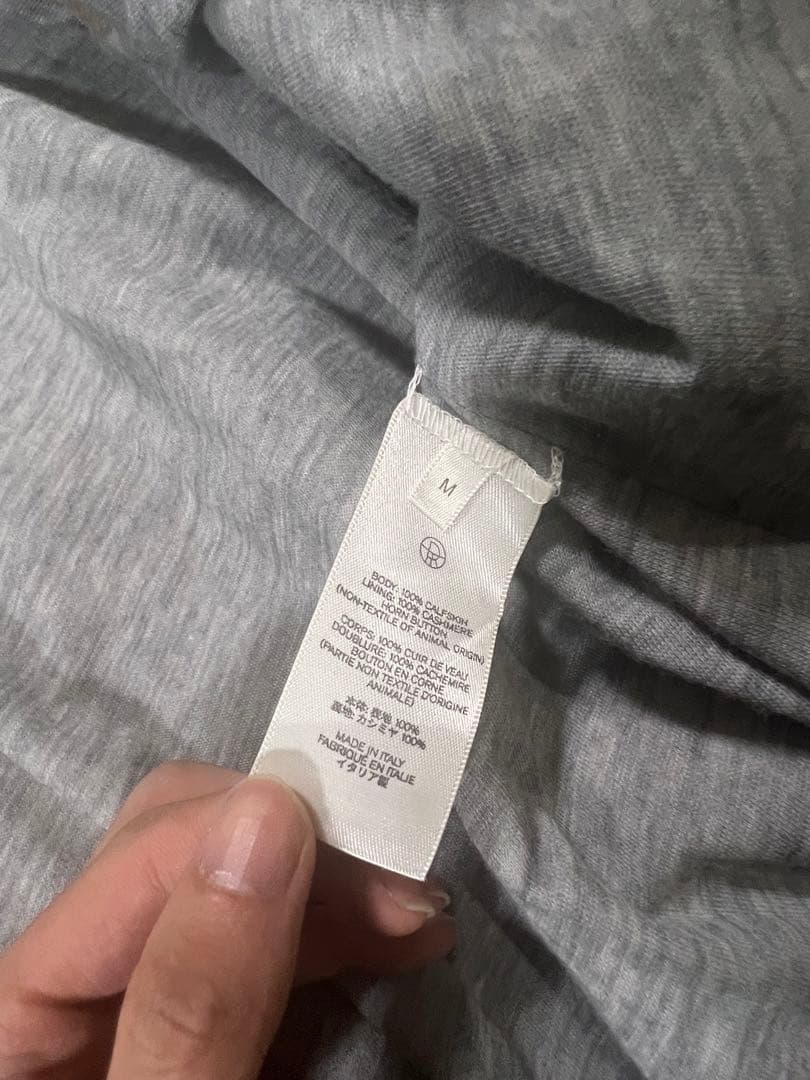 M
BODY: 100% CALFSKIN
LINING: 100% CASHMERE
HORN BUTTON
(NON-TEXTILE OF ANIMAL ORIGIN)
CORPS: 100% CUIR DE VEAU
DOUBLURE: 100% CACHEMIRE
BOUTON EN CORNE
(PARTIE NON TEXTILE D'ORIGINE
ANIMALE)
本体: 表地 100%
裏地: カシミヤ 100%
MADE IN ITALY
FABRIQUE EN ITALIE
イタリア製